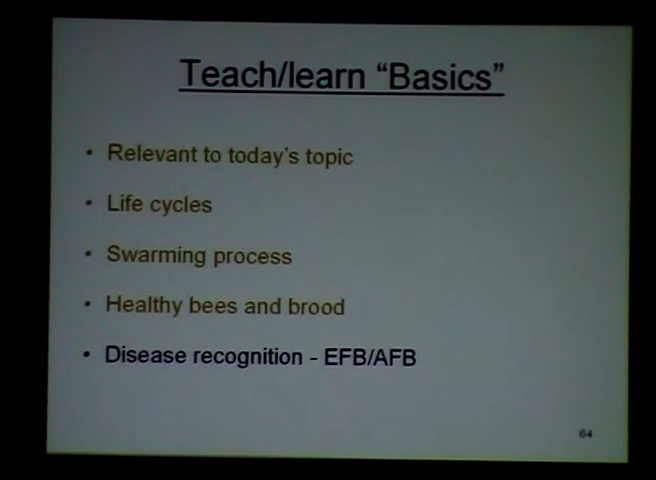 Teach/learn “Basics”
• Relevant to today's topic
• Life cycles
• Swarming process
• Healthy bees and brood
• Disease recognition - EFB/AFB
64